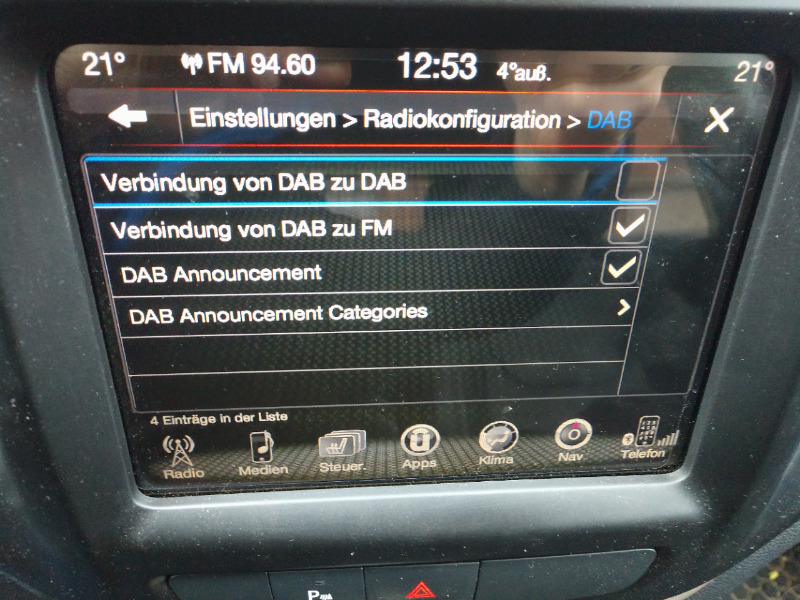 21° FM 94.60 12:53 4°auß. 21°
Einstellungen > Radiokonfiguration > DAB
Verbindung von DAB zu DAB
Verbindung von DAB zu FM
DAB Announcement
DAB Announcement Categories
4 Einträge in der Liste
Radio Medien Steuer. Apps Klima Nav Telefon
P